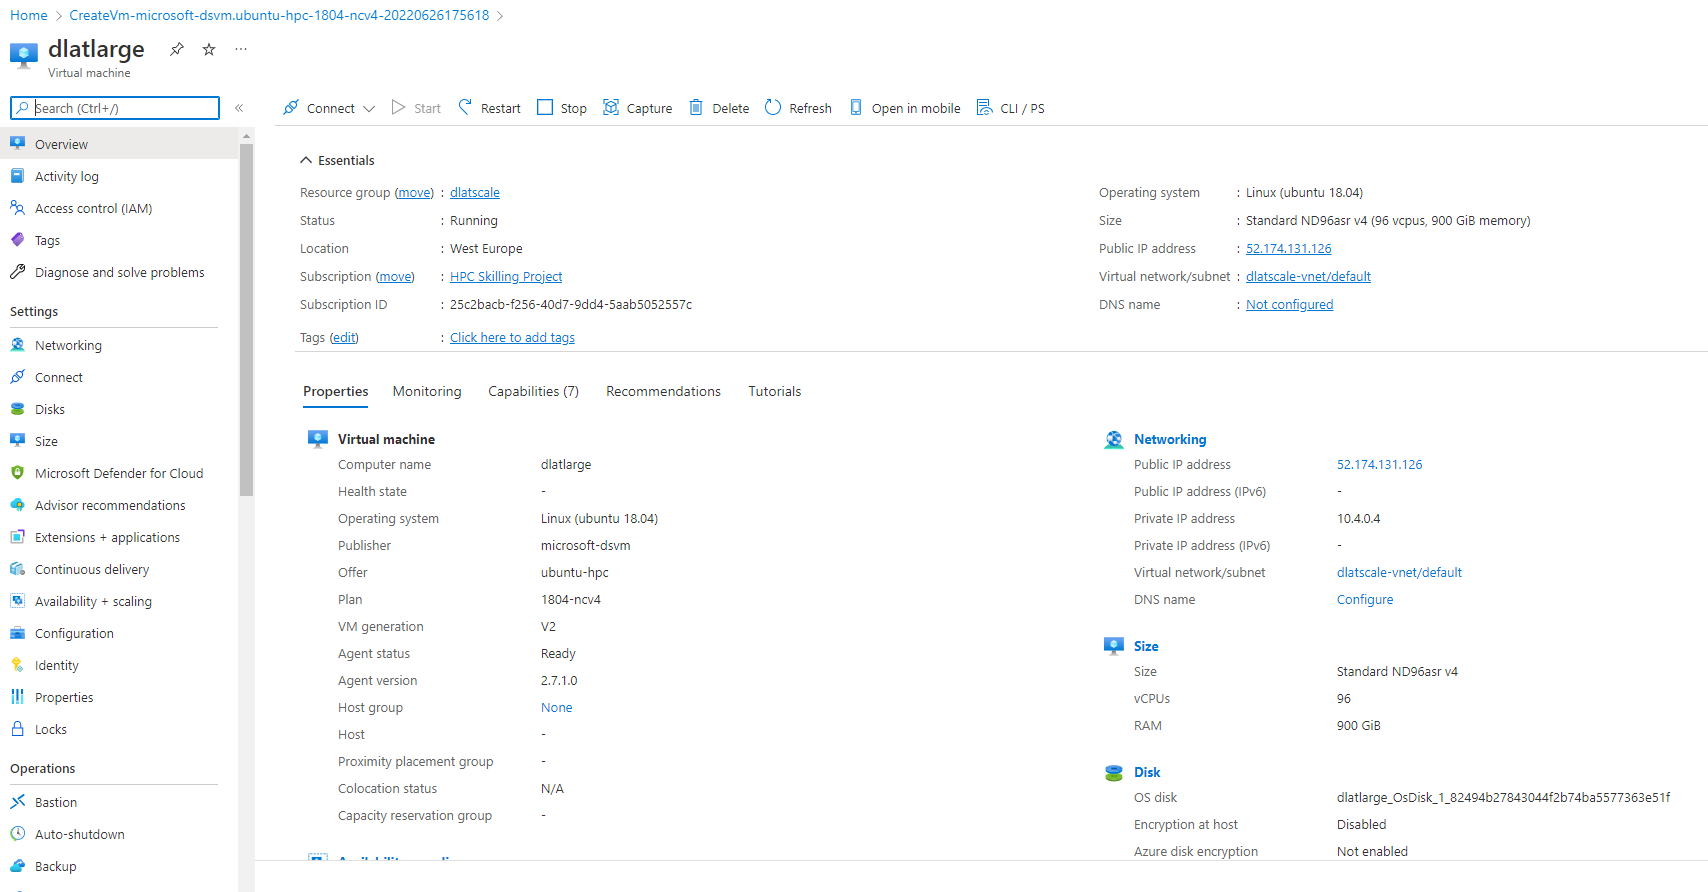 Home > CreateVm-microsoft-dsvm.ubuntu-hpc-1804-ncv4-20220626175618 >
dlatlarge
Virtual machine
Search (Ctrl+/)
Overview
Activity log
Access control (IAM)
Tags
Diagnose and solve problems
Settings
Networking
Connect
Disks
Size
Microsoft Defender for Cloud
Advisor recommendations
Extensions + applications
Continuous delivery
Availability + scaling
Configuration
Identity
Properties
Locks
Operations
Bastion
Auto-shutdown
Backup
Connect Start Restart Stop Capture Delete Refresh Open in mobile CLI / PS
Essentials
Resource group (move) : dlatscale
Status : Running
Location : West Europe
Subscription (move) : HPC Skilling Project
Subscription ID : 25c2bacb-f256-40d7-9dd4-5aab5052557c
Tags (edit) : Click here to add tags
Operating system : Linux (ubuntu 18.04)
Size : Standard ND96asr v4 (96 vcpus, 900 GiB memory)
Public IP address : 52.174.131.126
Virtual network/subnet : dlatscale-vnet/default
DNS name : Not configured
Properties Monitoring Capabilities (7) Recommendations Tutorials
Virtual machine
Computer name dlatlarge
Health state -
Operating system Linux (ubuntu 18.04)
Publisher microsoft-dsvm
Offer ubuntu-hpc
Plan 1804-ncv4
VM generation V2
Agent status Ready
Agent version 2.7.1.0
Host group None
Host -
Proximity placement group -
Colocation status N/A
Capacity reservation group -
Networking
Public IP address 52.174.131.126
Public IP address (IPv6) -
Private IP address 10.4.0.4
Private IP address (IPv6) -
Virtual network/subnet dlatscale-vnet/default
DNS name Configure
Size
Size Standard ND96asr v4
vCPUs 96
RAM 900 GiB
Disk
OS disk dlatlarge_OsDisk_1_82494b27843044f2b74ba5577363e51f
Encryption at host Disabled
Azure disk encryption Not enabled